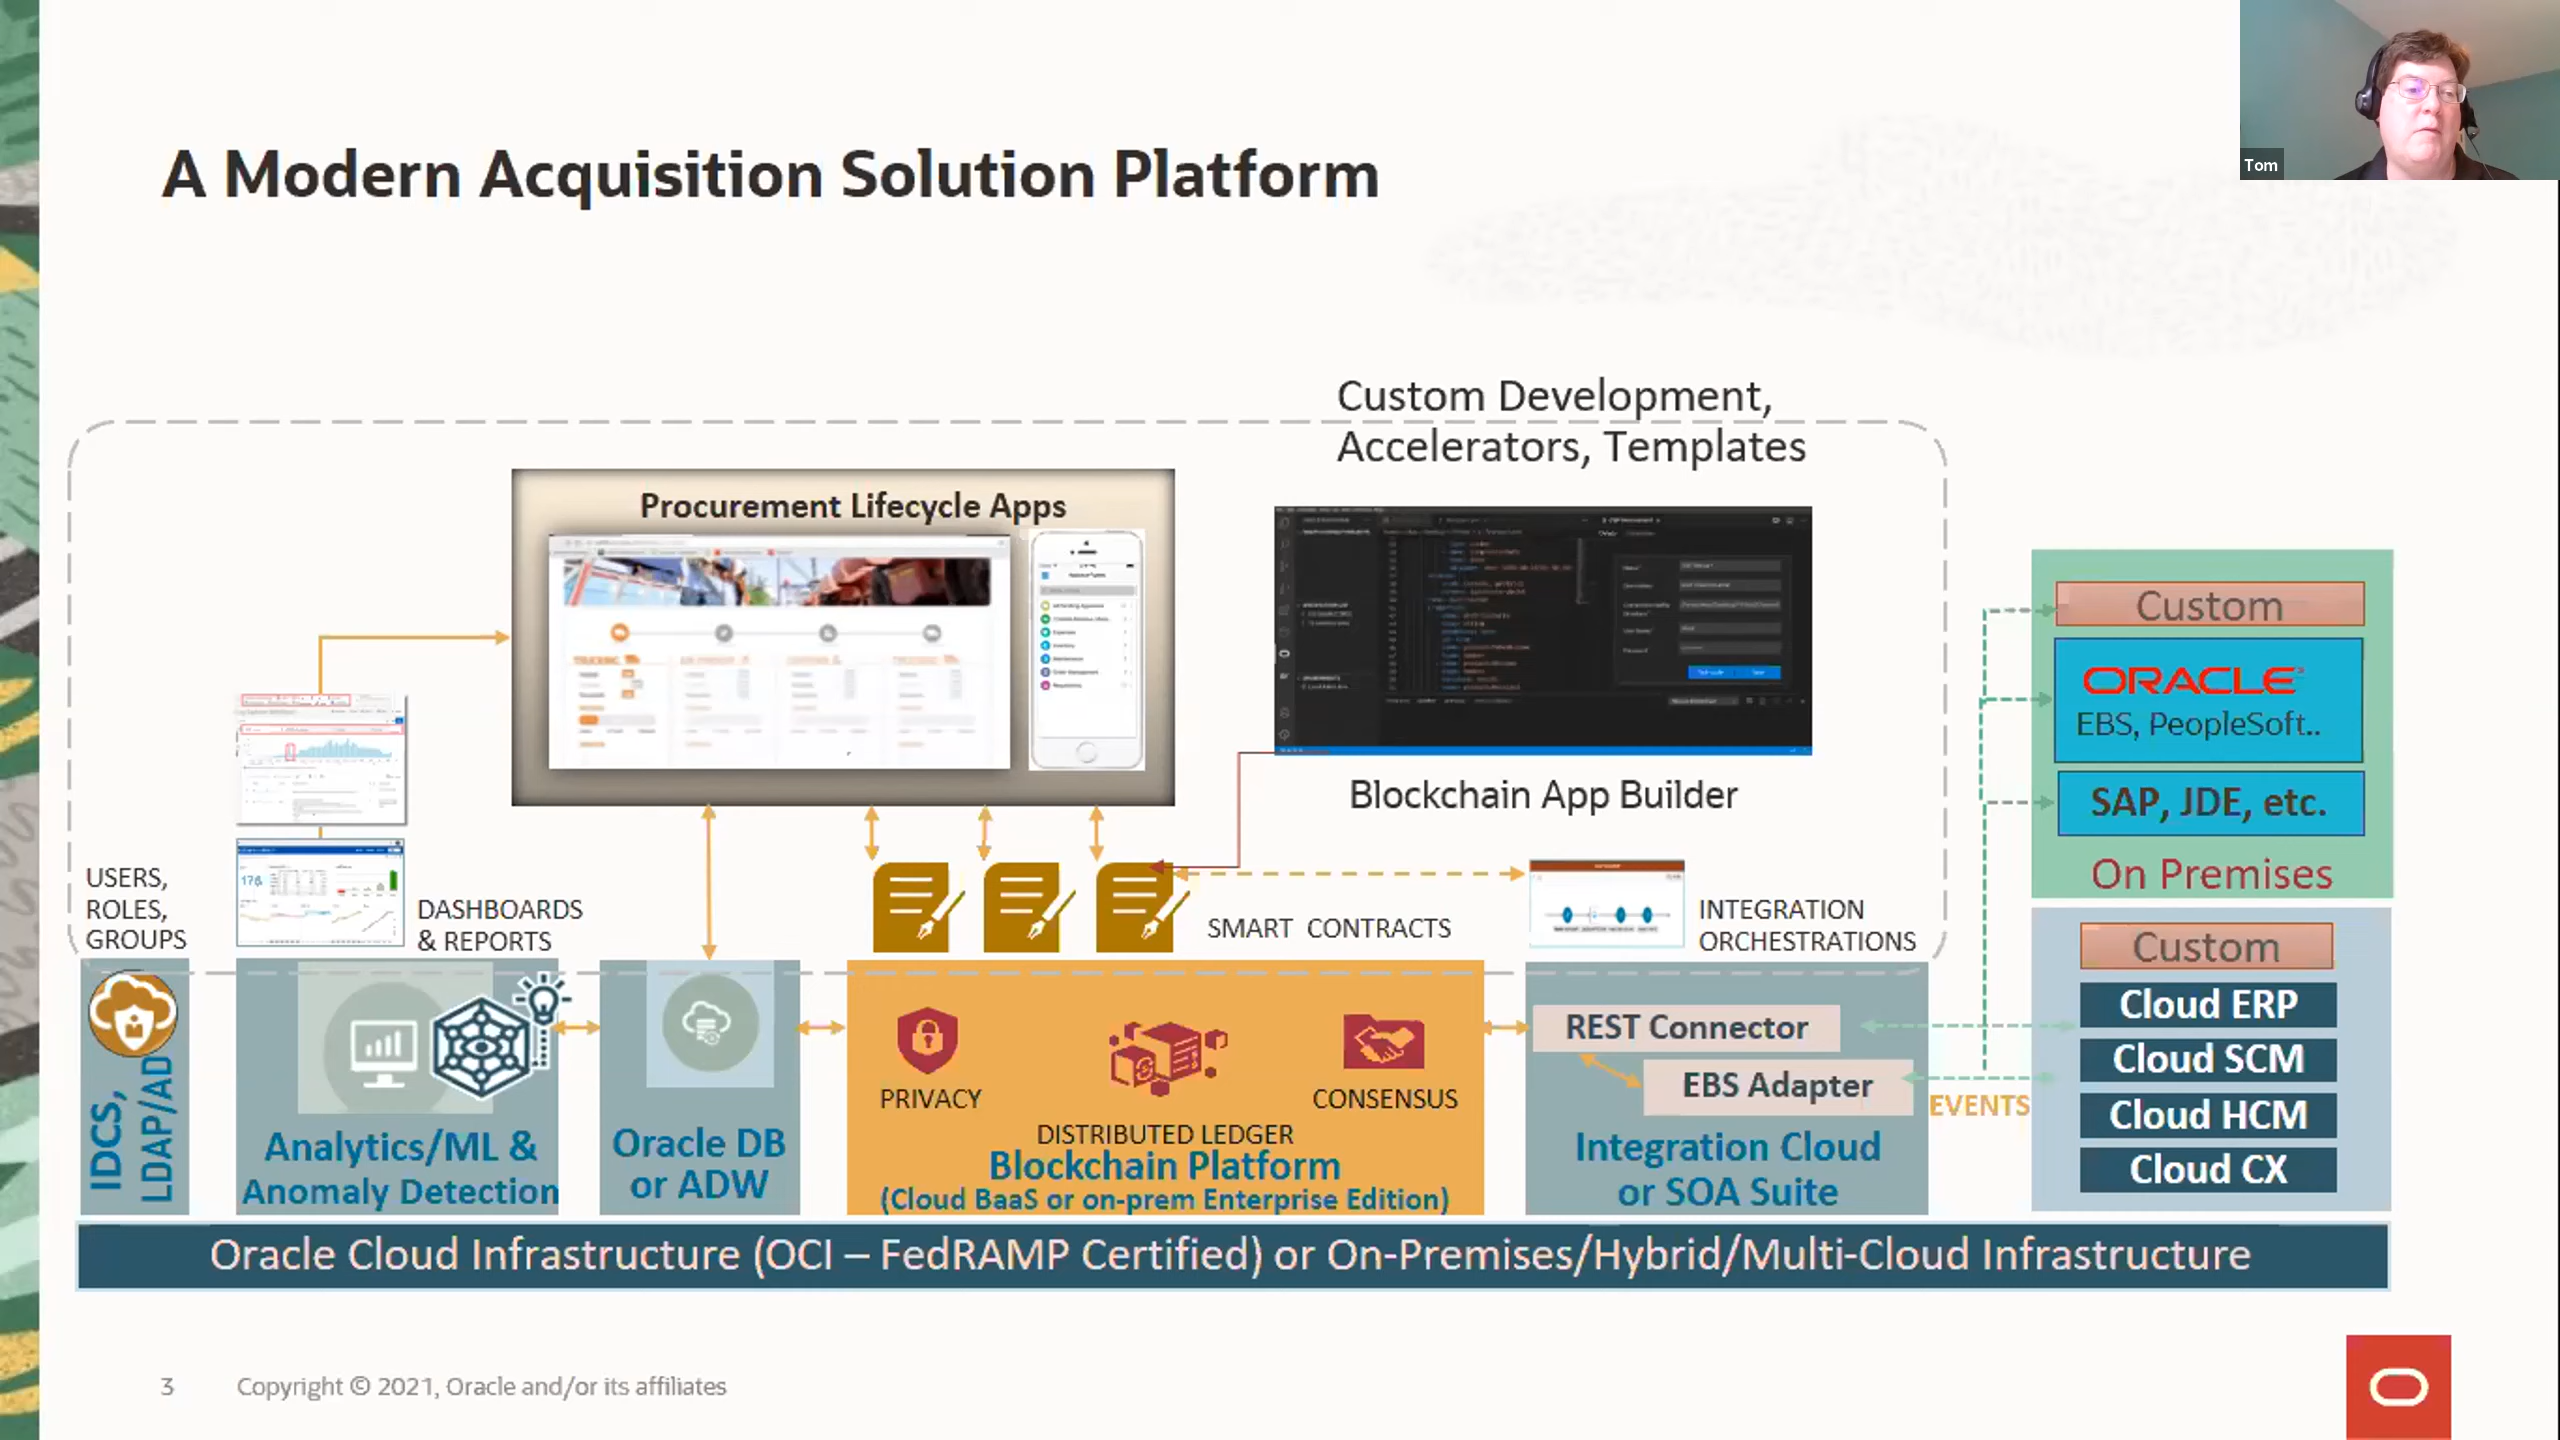 Tom
A Modern Acquisition Solution Platform
Custom Development,
Accelerators, Templates
Procurement Lifecycle Apps
Blockchain App Builder
USERS,
ROLES,
GROUPS
176
DASHBOARDS
& REPORTS
SMART CONTRACTS
INTEGRATION
ORCHESTRATIONS
Custom
ORACLE
EBS, PeopleSoft..
SAP, JDE, etc.
On Premises
Custom
Cloud ERP
Cloud SCM
Cloud HCM
Cloud CX
IDCS,
LDAP/AD
Analytics/ML &
Anomaly Detection
Oracle DB
or ADW
PRIVACY
CONSENSUS
DISTRIBUTED LEDGER
Blockchain Platform
(Cloud BaaS or on-prem Enterprise Edition)
REST Connector
EBS Adapter
EVENTS
Integration Cloud
or SOA Suite
Oracle Cloud Infrastructure (OCI – FedRAMP Certified) or On-Premises/Hybrid/Multi-Cloud Infrastructure
3
Copyright © 2021, Oracle and/or its affiliates